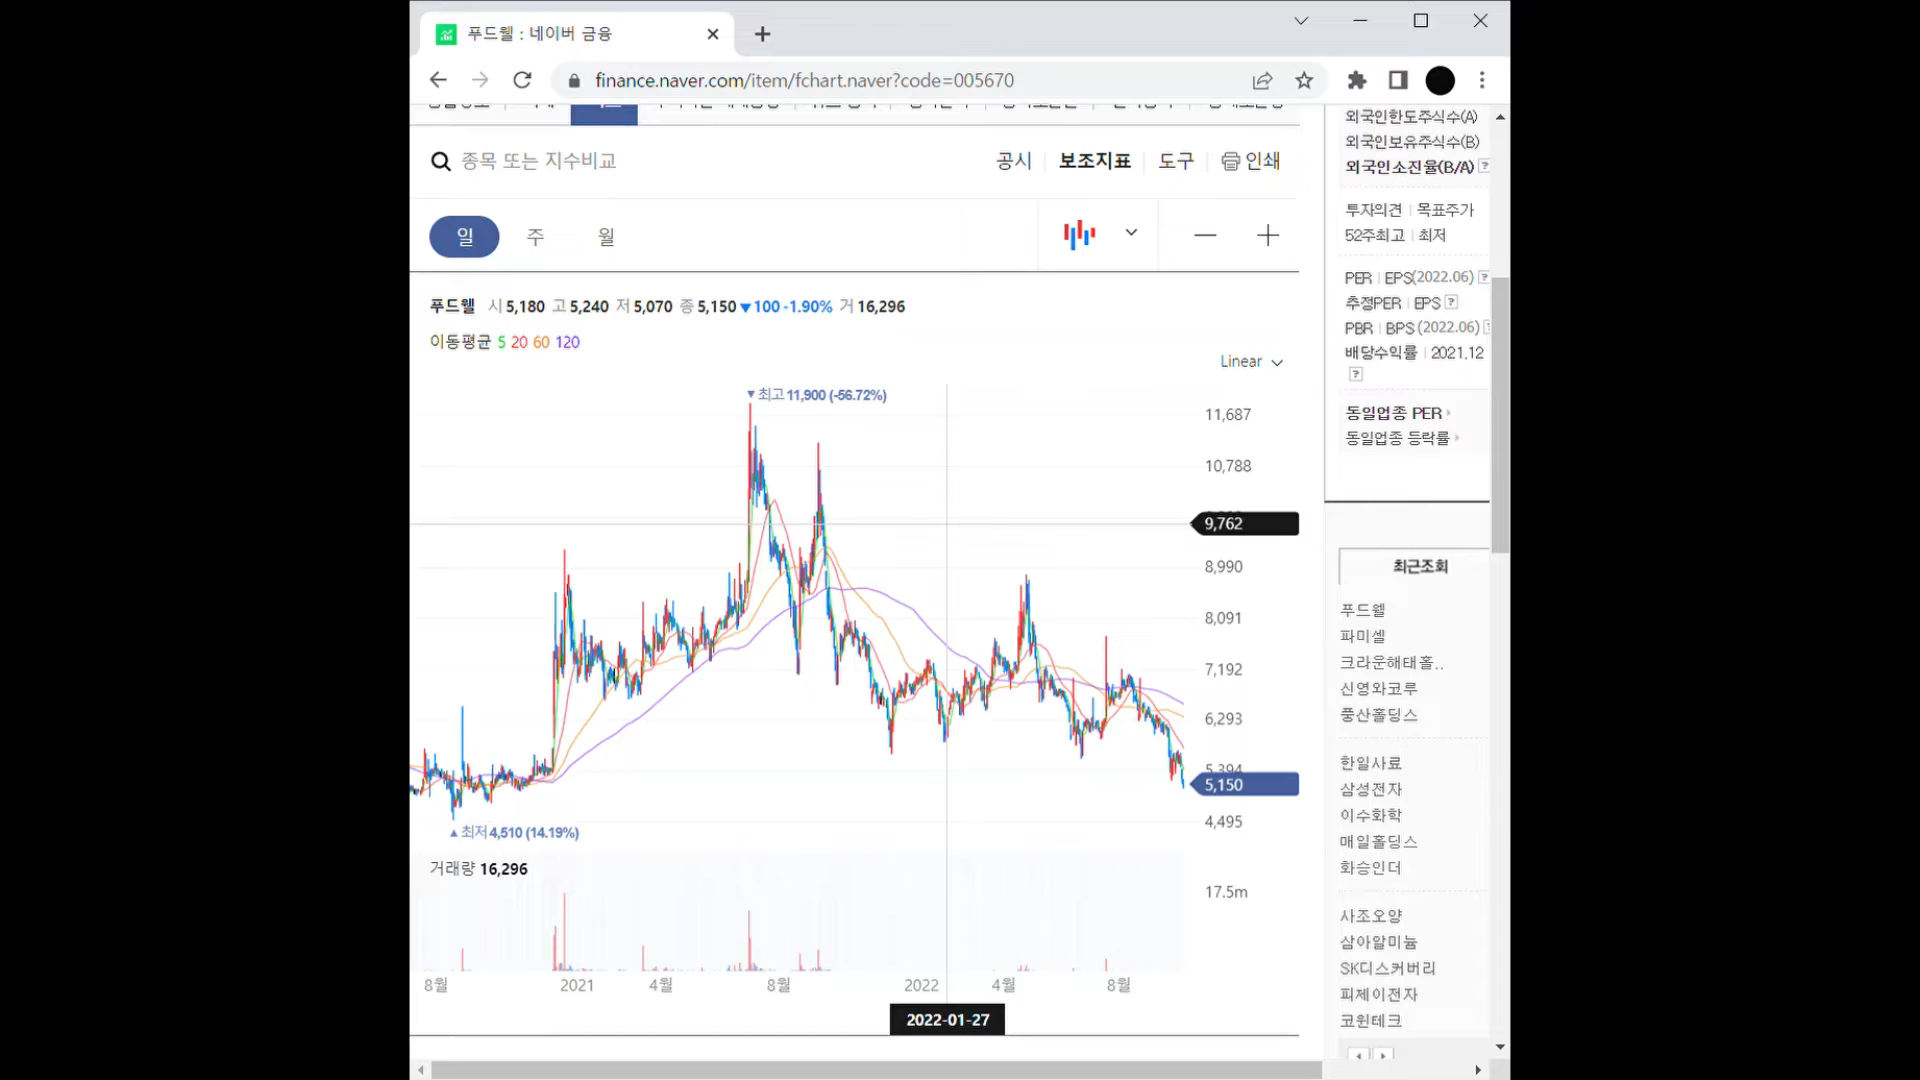 푸드웰 : 네이버 금융
finance.naver.com/item/fchart.naver?code=005670
종목 또는 지수비교
공시
보조지표
도구
인쇄
일
주
월
푸드웰 시 5,180 고 5,240 저 5,070 종 5,150 ▼100 -1.90% 거 16,296
이동평균 5 20 60 120
Linear
▼최고 11,900 (-56.72%)
11,687
10,788
9,762
8,990
8,091
7,192
6,293
5,394
5,150
4,495
▲최저 4,510 (14.19%)
거래량 16,296
17.5m
8월
2021
4월
8월
2022
4월
8월
2022-01-27
외국인한도주식수(A)
외국인보유주식수(B)
외국인소진율(B/A) ?
투자의견 | 목표주가
52주최고 | 최저
PER | EPS(2022.06) ?
추정PER | EPS ?
PBR | BPS (2022.06) ?
배당수익률 | 2021.12
?
동일업종 PER
동일업종 등락률
최근조회
푸드웰
파미셀
크라운해태홀..
신영와코루
풍산홀딩스
한일사료
삼성전자
이수화학
매일홀딩스
화승인더
사조오양
삼아알미늄
SK디스커버리
피제이전자
코윈테크